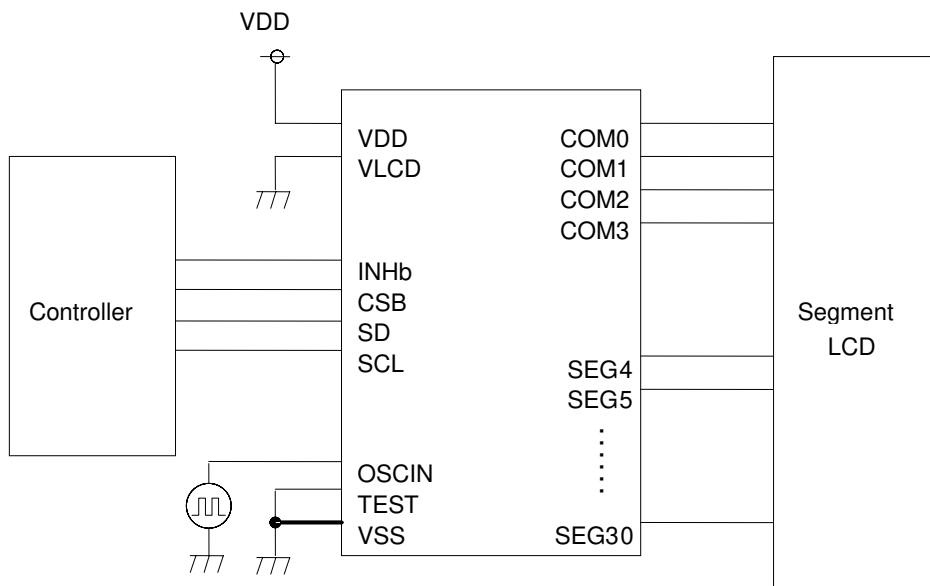 VDD
VDD
VLCD
INHb
CSB
SD
SCL
OSCIN
TEST
VSS
COM0
COM1
COM2
COM3
SEG4
SEG5
SEG30
Controller
Segment
LCD